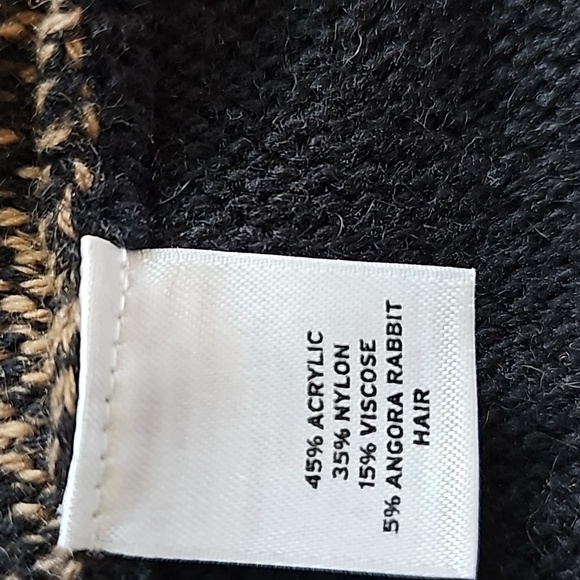 45% ACRYLIC
35% NYLON
15% VISCOSE
5% ANGORA RABBIT
HAIR